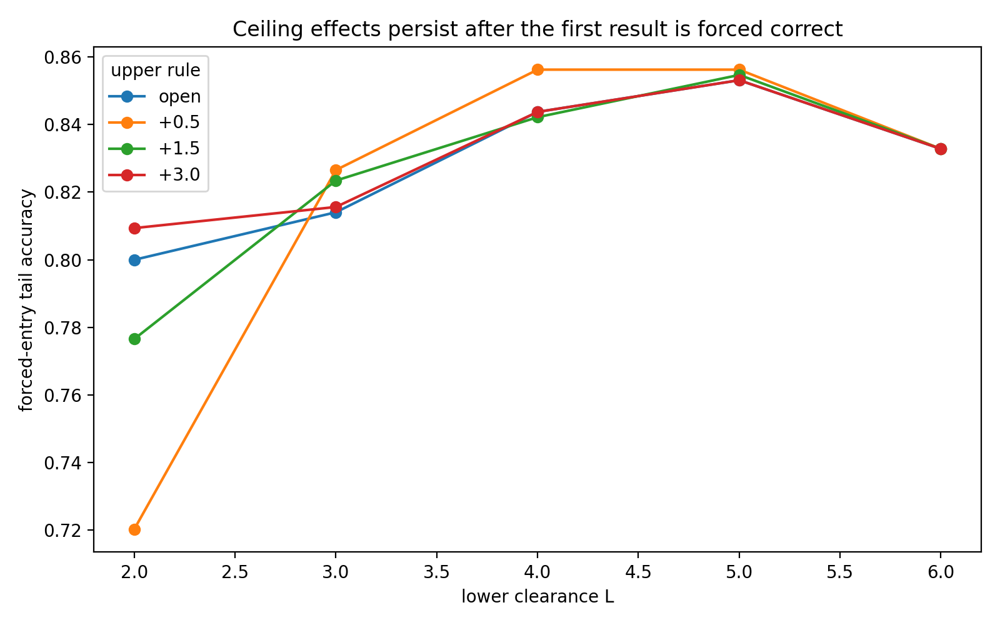 Ceiling effects persist after the first result is forced correct
upper rule
open
+0.5
+1.5
+3.0
forced-entry tail accuracy
0.86
0.84
0.82
0.80
0.78
0.76
0.74
0.72
2.0 2.5 3.0 3.5 4.0 4.5 5.0 5.5 6.0
lower clearance L